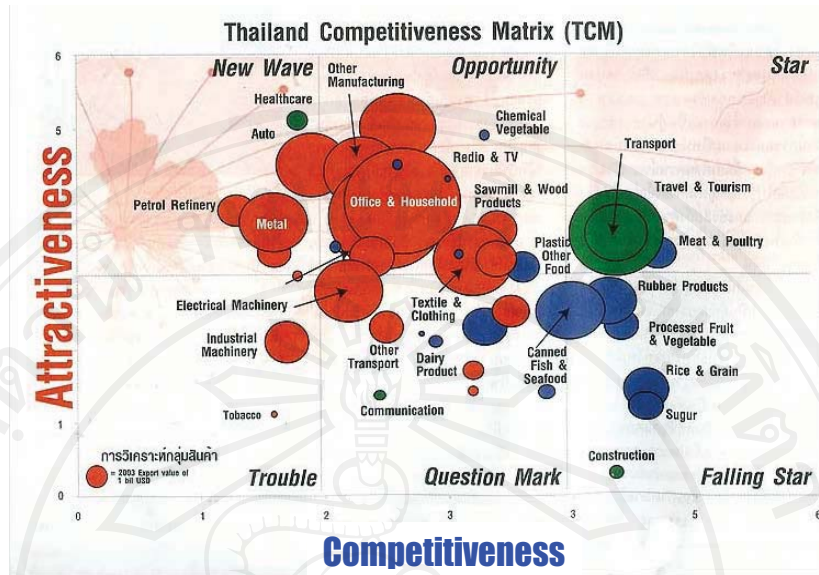 Thailand Competitiveness Matrix (TCM)
6
New Wave
Other
Manufacturing
Opportunity
Star
Healthcare
5
Auto
Chemical
Vegetable
Transport
Redio & TV
Travel & Tourism
Petrol Refinery
Metal
Office & Household
Sawmill & Wood
Products
Plastic
Other
Food
Meat & Poultry
Attractiveness
Electrical Machinery
Textile &
Clothing
Rubber Products
Industrial
Machinery
Other
Transport
Dairy
Product
Canned
Fish &
Seafood
Processed Fruit
& Vegetable
Rice & Grain
Tobacco
Communication
Sugur
1
การวิเคราะห์กลุ่มสินค้า
= 2003 Export value of
1 bil USD
Construction
Trouble
Question Mark
Falling Star
0
0 1 2 3 3 5 6
Competitiveness